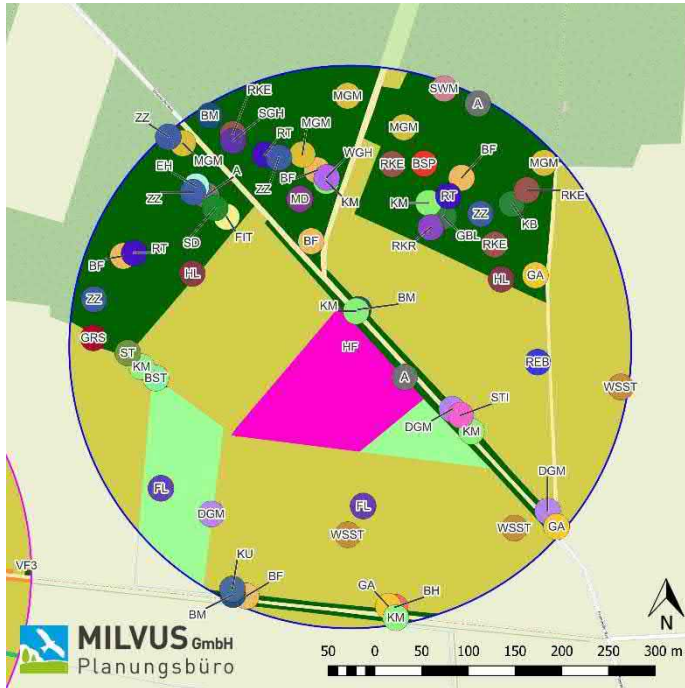 SWM
RKE
MGM
A
BM
SGH
ZZ
RT
MGM
MGM
WGH
BF
MGM
EH
MGM
BF
RKE
BSP
A
ZZ
ZZ
KM
RT
RKE
MD
KM
ZZ
KB
SD
FIT
RKR
GBL
RKE
BF
BF
RT
HL
HL
GA
ZZ
KM
BM
GRS
HF
ST
KM
BST
REB
A
WSST
STI
DGM
KM
DGM
FL
DGM
FL
GA
WSST
WSST
KU
VF3
BF
GA
BH
BM
KM
MILVUS GmbH
Planungsbüro
N
50 0 50 100 150 200 250 300 m